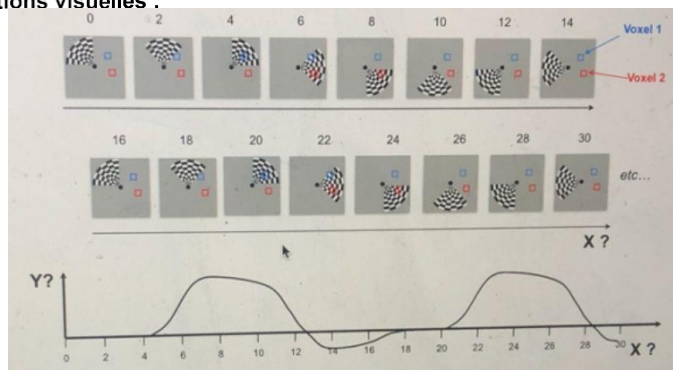 tions visuelles :
0 2 4 6 8 10 12 14
Voxel 1
Voxel 2
16 18 20 22 24 26 28 30
etc...
X ?
Y?
0 2 4 6 8 10 12 14 16 18 20 22 24 26 28 30 X ?